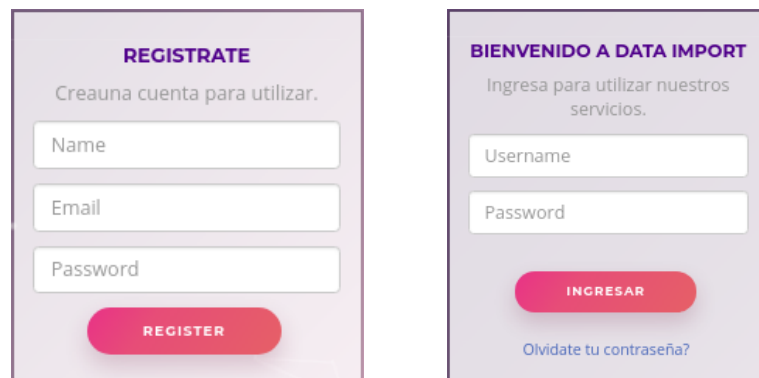 REGISTRATE
Creauna cuenta para utilizar.
Name
Email
Password
REGISTER
BIENVENIDO A DATA IMPORT
Ingresa para utilizar nuestros
servicios.
Username
Password
INGRESAR
Olvidate tu contraseña?